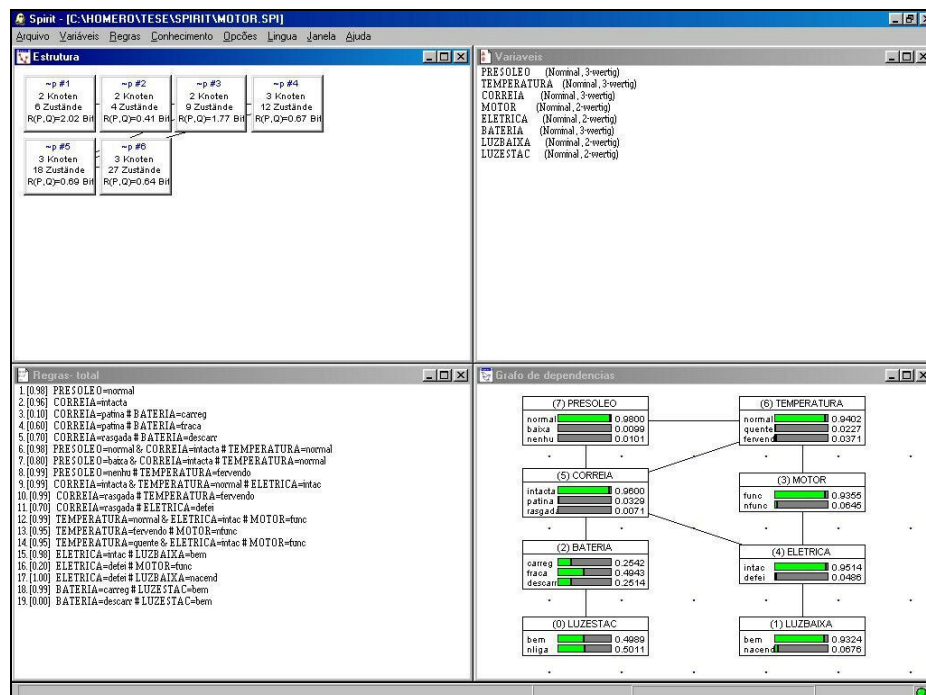 Spirit - [C:\HOMERO\TESE\SPIRIT\MOTOR.SPI]
Arquivo Variáveis Regras Conhecimento Opcões Lingua Janela Ajuda
Estrutura
~p #1 ~p #2 ~p #3 ~p #4
2 Knoten 2 Knoten 2 Knoten 3 Knoten
6 Zustände 4 Zustände 9 Zustände 12 Zustände
R(P,Q)=2.02 Bit R(P,Q)=0.41 Bit R(P,Q)=1.77 Bit R(P,Q)=0.67 Bit
~p #5 ~p #6
3 Knoten 3 Knoten
18 Zustände 27 Zustände
R(P,Q)=0.69 Bit R(P,Q)=0.64 Bit
Variaveis
PRESOLEO (Nominal, 3-wertig)
TEMPERATURA (Nominal, 3-wertig)
CORREIA (Nominal, 3-wertig)
MOTOR (Nominal, 2-wertig)
ELETRICA (Nominal, 2-wertig)
BATERIA (Nominal, 3-wertig)
LUZBAIXA (Nominal, 2-wertig)
LUZESTAC (Nominal, 2-wertig)
Regras- total
1.[0.98] PRESOLEO=normal
2.[0.96] CORREIA=intacta
3.[0.10] CORREIA=patina # BATERIA=carreg
4.[0.60] CORREIA=patina # BATERIA=fraca
5.[0.70] CORREIA=rasgada # BATERIA=descarr
6.[0.98] PRESOLEO=normal & CORREIA=intacta # TEMPERATURA=normal
7.[0.80] PRESOLEO=baixa & CORREIA=intacta # TEMPERATURA=normal
8.[0.99] PRESOLEO=nenhu # TEMPERATURA=fervendo
9.[0.99] CORREIA=intacta & TEMPERATURA=normal # ELETRICA=intac
10.[0.99] CORREIA=rasgada # TEMPERATURA=fervendo
11.[0.70] CORREIA=rasgada # ELETRICA=defei
12.[0.99] TEMPERATURA=normal & ELETRICA=intac # MOTOR=func
13.[0.95] TEMPERATURA=fervendo # MOTOR=nfunc
14.[0.95] TEMPERATURA=quente & ELETRICA=intac # MOTOR=func
15.[0.98] ELETRICA=intac # LUZBAIXA=bem
16.[0.20] ELETRICA=defei # MOTOR=func
17.[1.00] ELETRICA=defei # LUZBAIXA=nacend
18.[0.99] BATERIA=carreg # LUZESTAC=bem
19.[0.00] BATERIA=descarr # LUZESTAC=bem
Grafo de dependencias
(7) PRESOLEO
normal 0.9800
baixa 0.0099
nenhu 0.0101
(6) TEMPERATURA
normal 0.9402
quente 0.0227
fervend 0.0371
(5) CORREIA
intacta 0.9600
patina 0.0329
rasgada 0.0071
(3) MOTOR
func 0.9355
nfunc 0.0645
(2) BATERIA
carreg 0.2542
fraca 0.4943
descarr 0.2514
(4) ELETRICA
intac 0.9514
defei 0.0486
(0) LUZESTAC
bem 0.4989
nliga 0.5011
(1) LUZBAIXA
bem 0.9324
nacend 0.0676